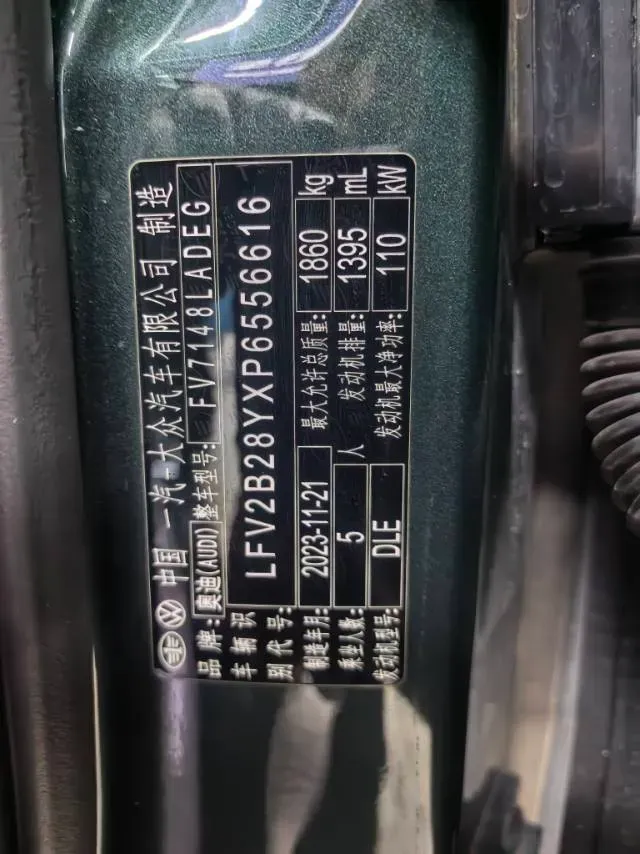 中国 一汽-大众汽车有限公司 制造
品牌: 奥迪(AUDI) 整车型号: FV7148LADEG
车辆识别代号: LFV2B28YXP6556616
制造年月: 2023-11-21 最大允许总质量: 1860 kg
乘坐人数: 5 人 发动机排量: 1395 mL
发动机型号: DLE 发动机最大净功率: 110 kW